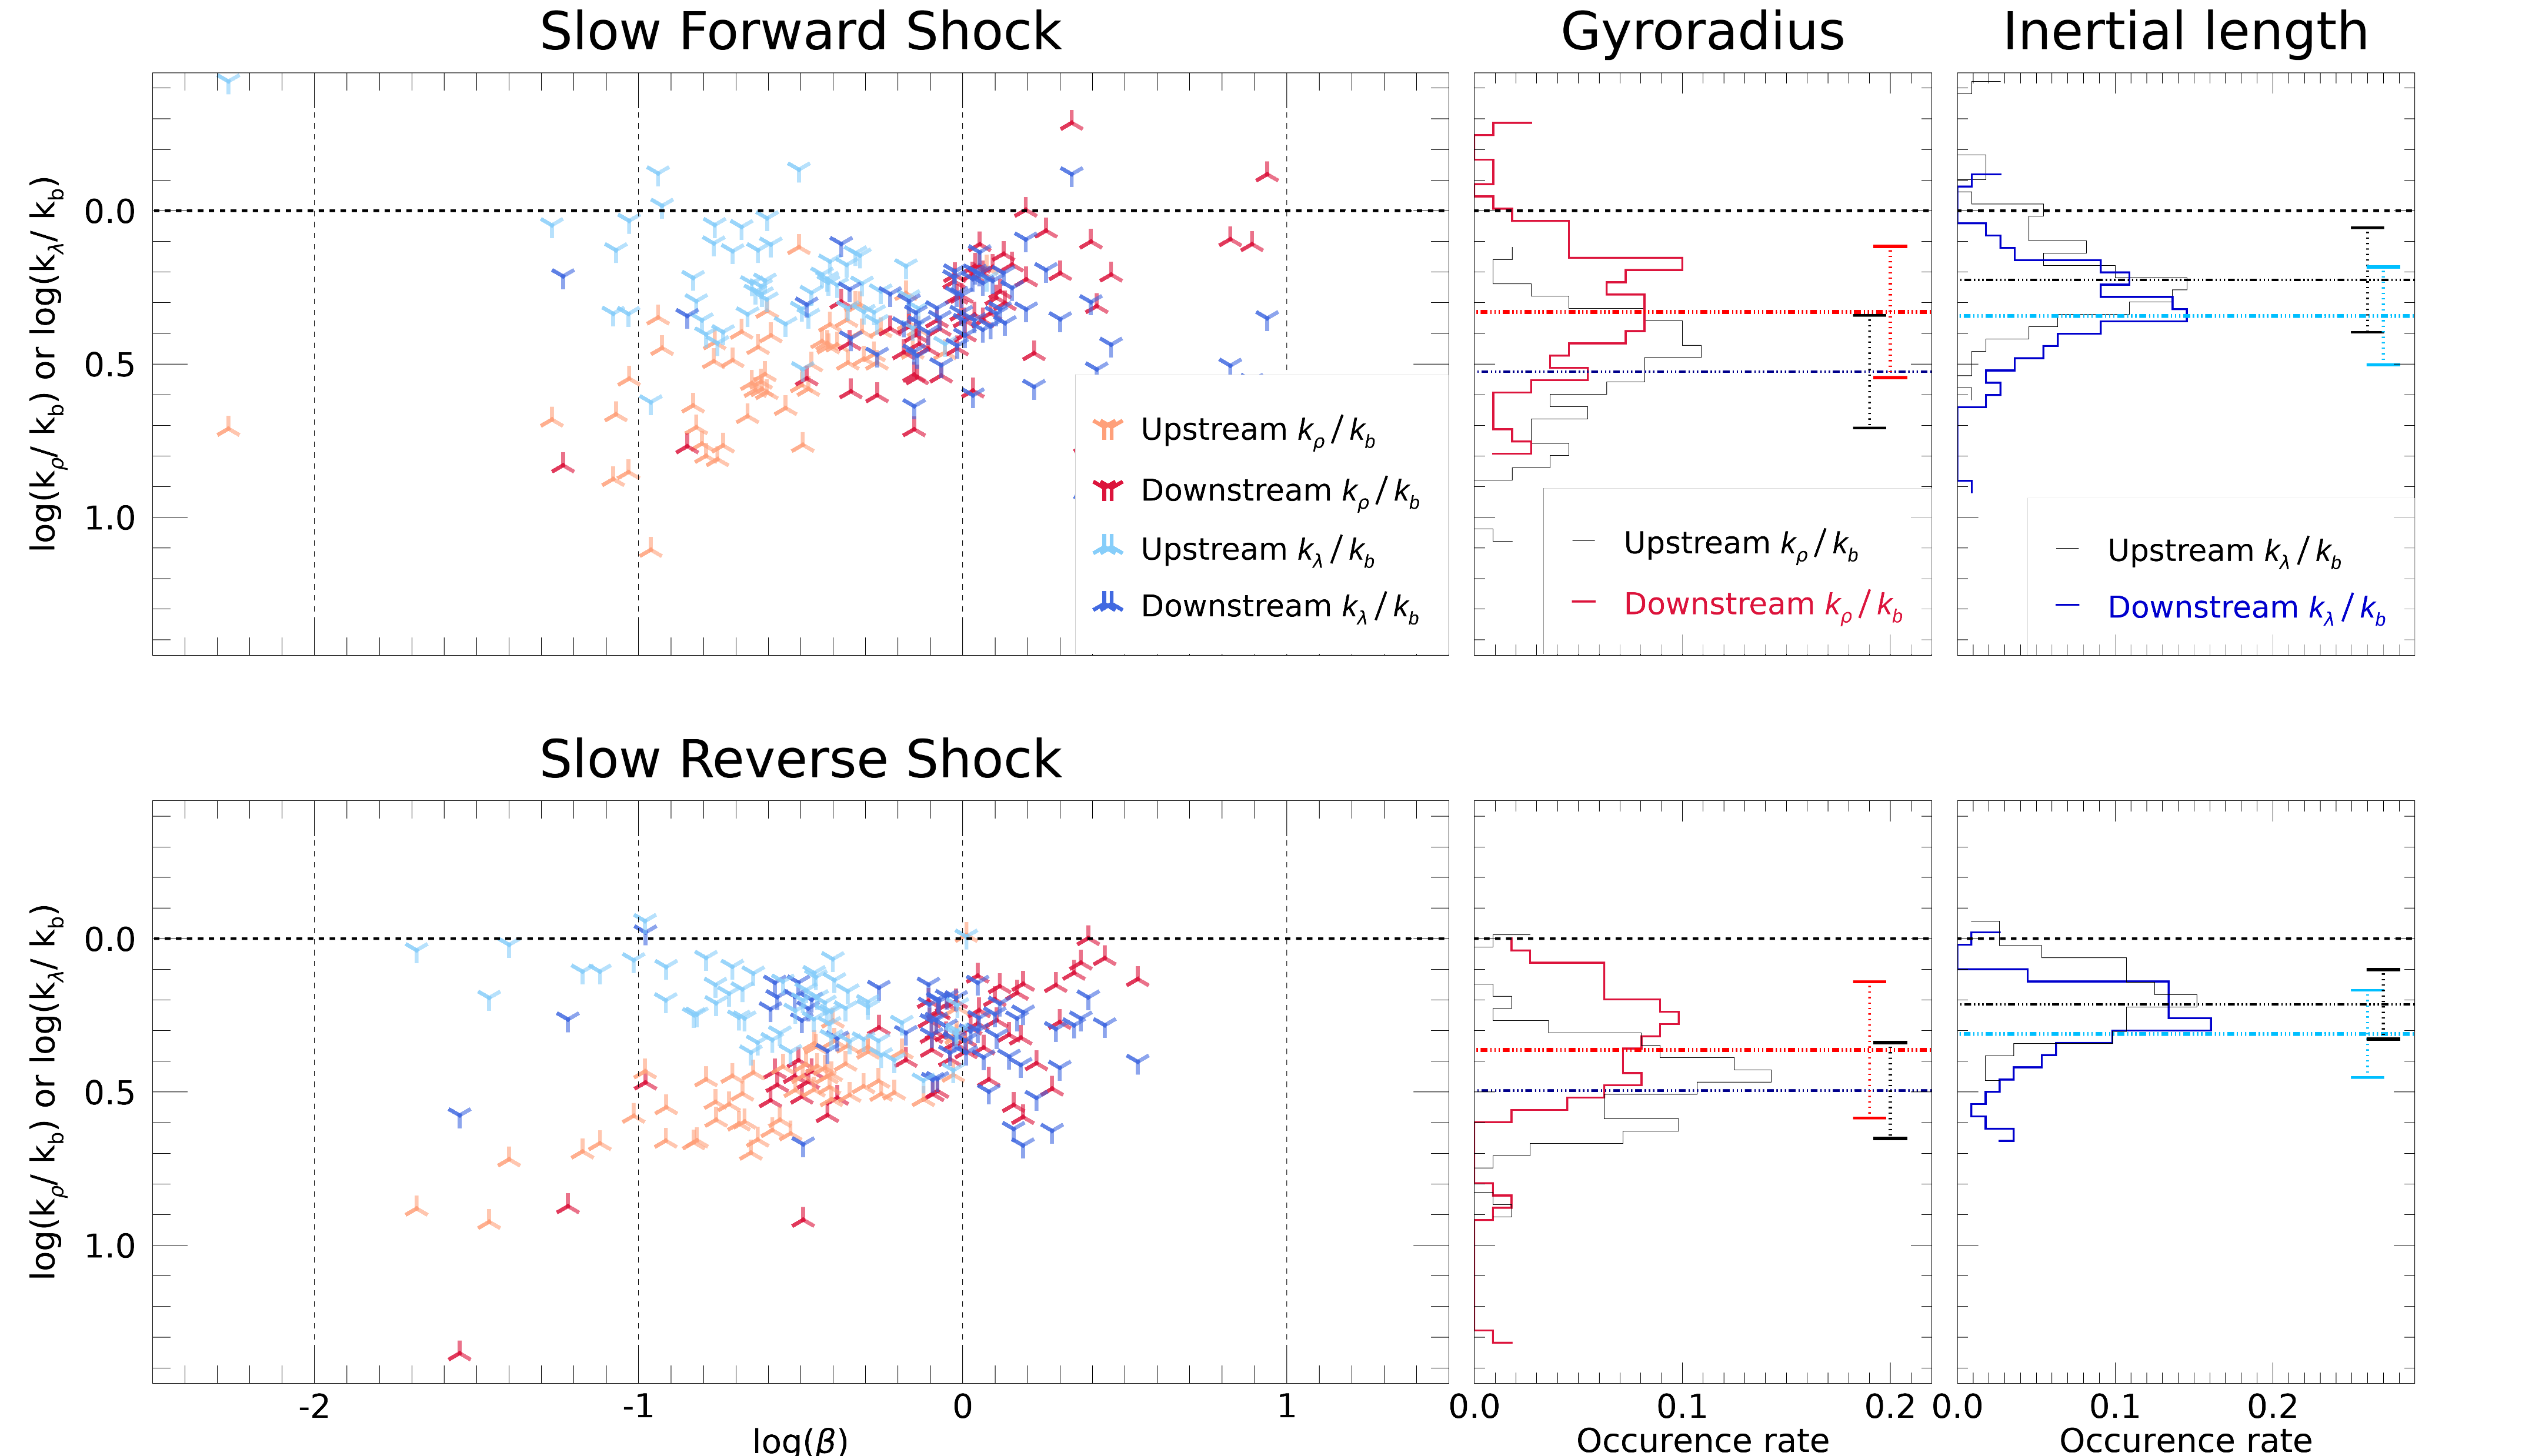 Slow Forward Shock
Gyroradius
Inertial length
log(kρ/ kb) or log(kλ/ kb)
0.0
0.5
1.0
Upstream kρ / kb
Downstream kρ / kb
Upstream kλ / kb
Downstream kλ / kb
Upstream kρ / kb
Downstream kρ / kb
Upstream kλ / kb
Downstream kλ / kb
Slow Reverse Shock
log(kρ/ kb) or log(kλ/ kb)
0.0
0.5
1.0
-2 -1 0 1
0.0 0.1 0.2
0.0 0.1 0.2
log(β)
Occurence rate
Occurence rate